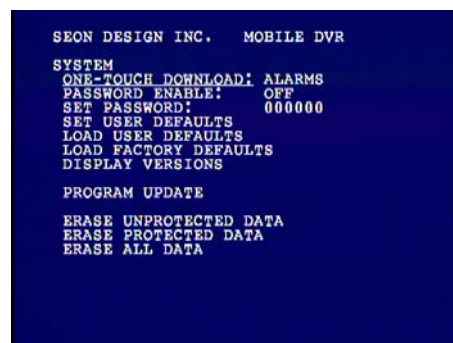 SEON DESIGN INC. MOBILE DVR
SYSTEM
ONE-TOUCH DOWNLOAD: ALARMS
PASSWORD ENABLE: OFF
SET PASSWORD: 000000
SET USER DEFAULTS
LOAD USER DEFAULTS
LOAD FACTORY DEFAULTS
DISPLAY VERSIONS
PROGRAM UPDATE
ERASE UNPROTECTED DATA
ERASE PROTECTED DATA
ERASE ALL DATA